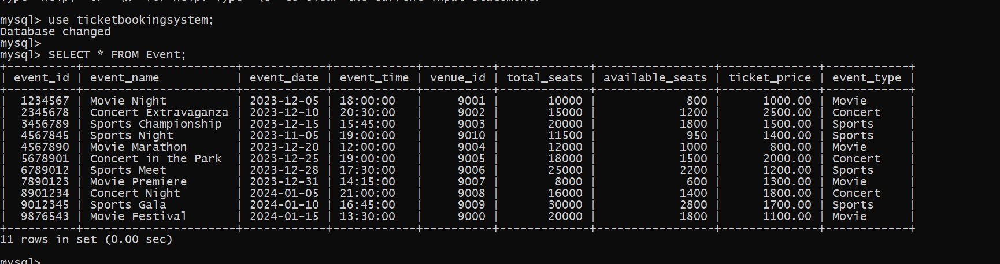 mysql> use ticketbookingsystem;
Database changed
mysql>
mysql> SELECT * FROM Event;
+----------+----------------------+------------+------------+----------+-------------+-----------------+--------------+------------+
| event_id | event_name           | event_date | event_time | venue_id | total_seats | available_seats | ticket_price | event_type |
+----------+----------------------+------------+------------+----------+-------------+-----------------+--------------+------------+
|  1234567 | Movie Night          | 2023-12-05 | 18:00:00   |     9001 |       10000 |             800 |      1000.00 | Movie      |
|  2345678 | Concert Extravaganza | 2023-12-10 | 20:30:00   |     9002 |       15000 |            1200 |      2500.00 | Concert    |
|  3456789 | Sports Championship  | 2023-12-15 | 15:45:00   |     9003 |       20000 |            1800 |      1500.00 | Sports     |
|  4567845 | Sports Night         | 2023-11-05 | 19:00:00   |     9010 |       11500 |             950 |      1400.00 | Sports     |
|  4567890 | Movie Marathon       | 2023-12-20 | 12:00:00   |     9004 |       12000 |            1000 |       800.00 | Movie      |
|  5678901 | Concert in the Park  | 2023-12-25 | 19:00:00   |     9005 |       18000 |            1500 |      2000.00 | Concert    |
|  6789012 | Sports Meet          | 2023-12-28 | 17:30:00   |     9006 |       25000 |            2200 |      1200.00 | Sports     |
|  7890123 | Movie Premiere       | 2023-12-31 | 14:15:00   |     9007 |        8000 |             600 |      1300.00 | Movie      |
|  8901234 | Concert Night        | 2024-01-05 | 21:00:00   |     9008 |       16000 |            1400 |      1800.00 | Concert    |
|  9012345 | Sports Gala          | 2024-01-10 | 16:45:00   |     9009 |       30000 |            2800 |      1700.00 | Sports     |
|  9876543 | Movie Festival       | 2024-01-15 | 13:30:00   |     9000 |       20000 |            1800 |      1100.00 | Movie      |
+----------+----------------------+------------+------------+----------+-------------+-----------------+--------------+------------+
11 rows in set (0.00 sec)
mysql>